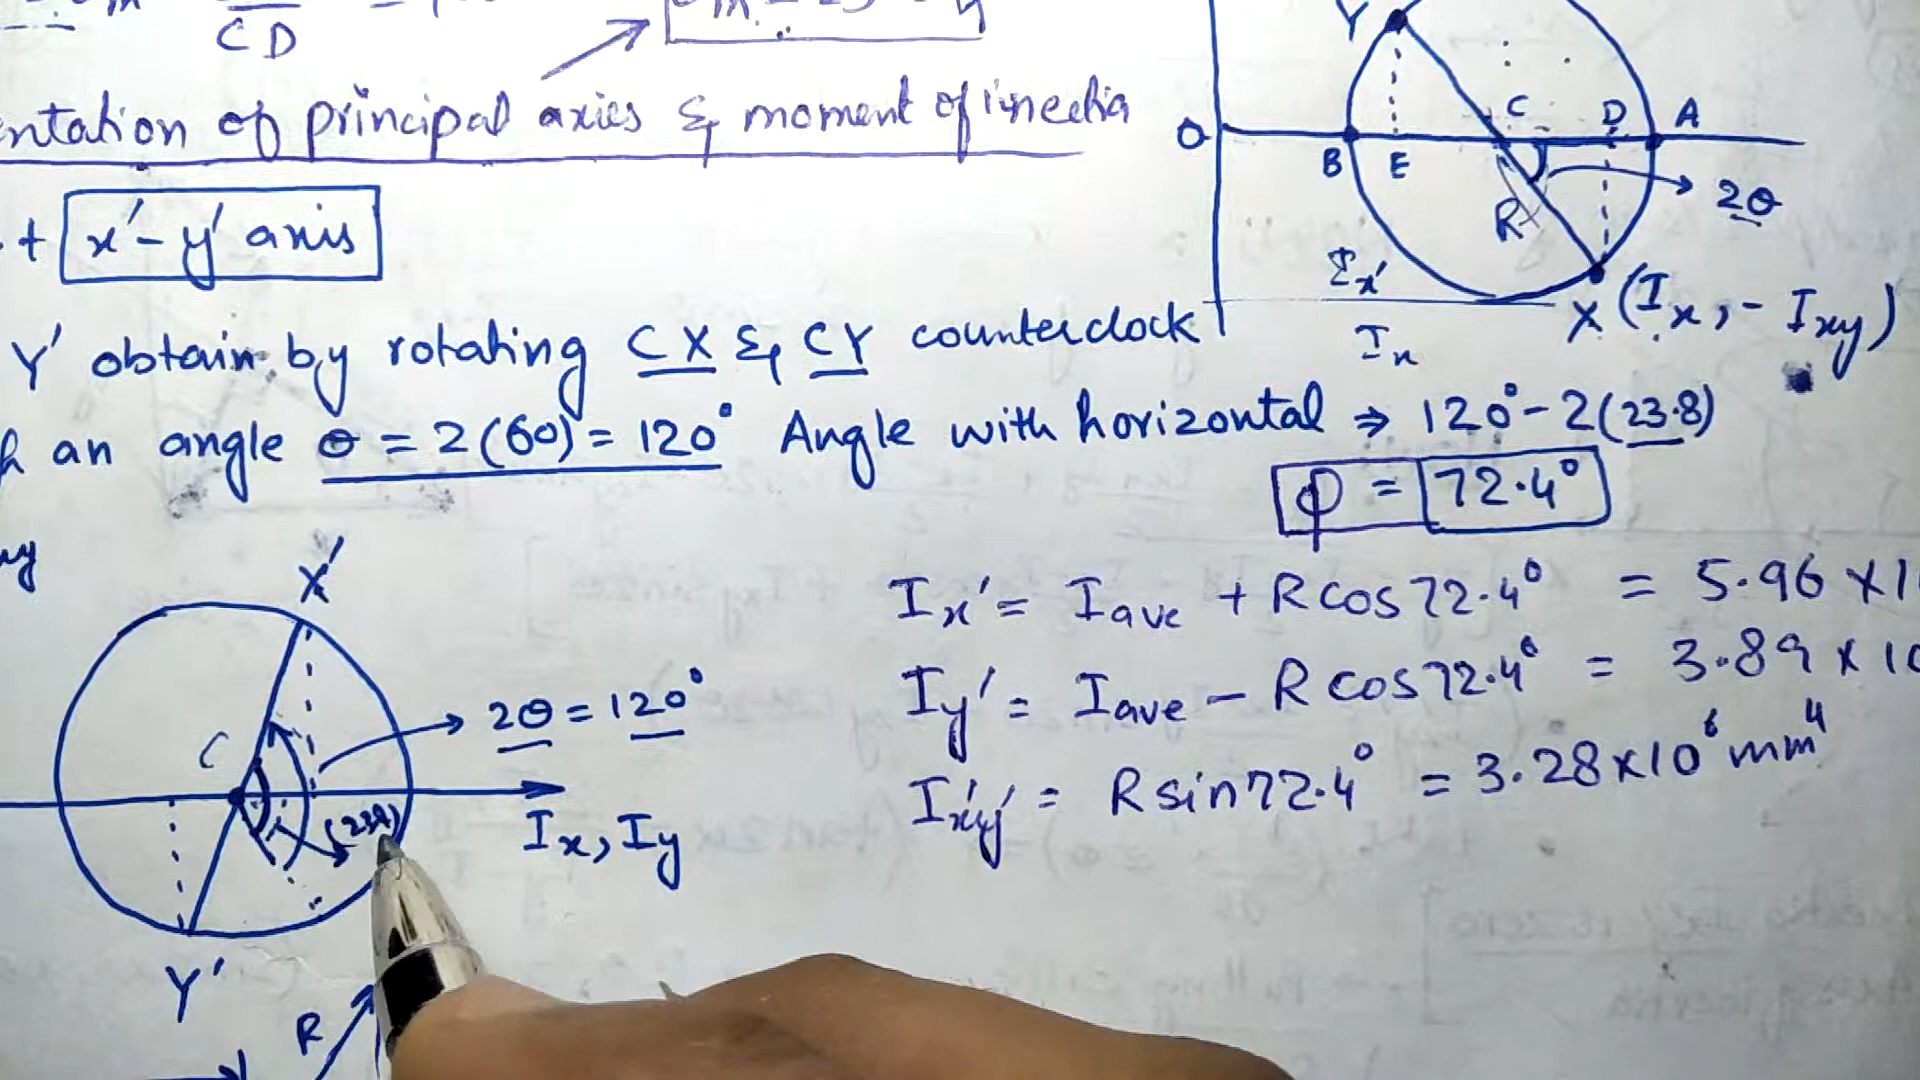 CD
ntation of principal axies & moment of inertia
+ x′ - y′ axis
Y
O
B
E
C
D
A
2θ
R
Ix′
Ix
X (Ix, - Ixy)
Y′ obtain by rotating CX & CY counterclock
an angle θ = 2(60) = 120° Angle with horizontal ⇒ 120° - 2(23.8)
φ = 72.4°
X′
C
2θ = 120°
Ix, Iy
Y′
R
Ix′ = Iave + R cos 72.4° = 5.96 × 1
Iy′ = Iave - R cos 72.4° = 3.89 × 10
Ix′y′ = R sin 72.4° = 3.28 × 10⁶ mm⁴